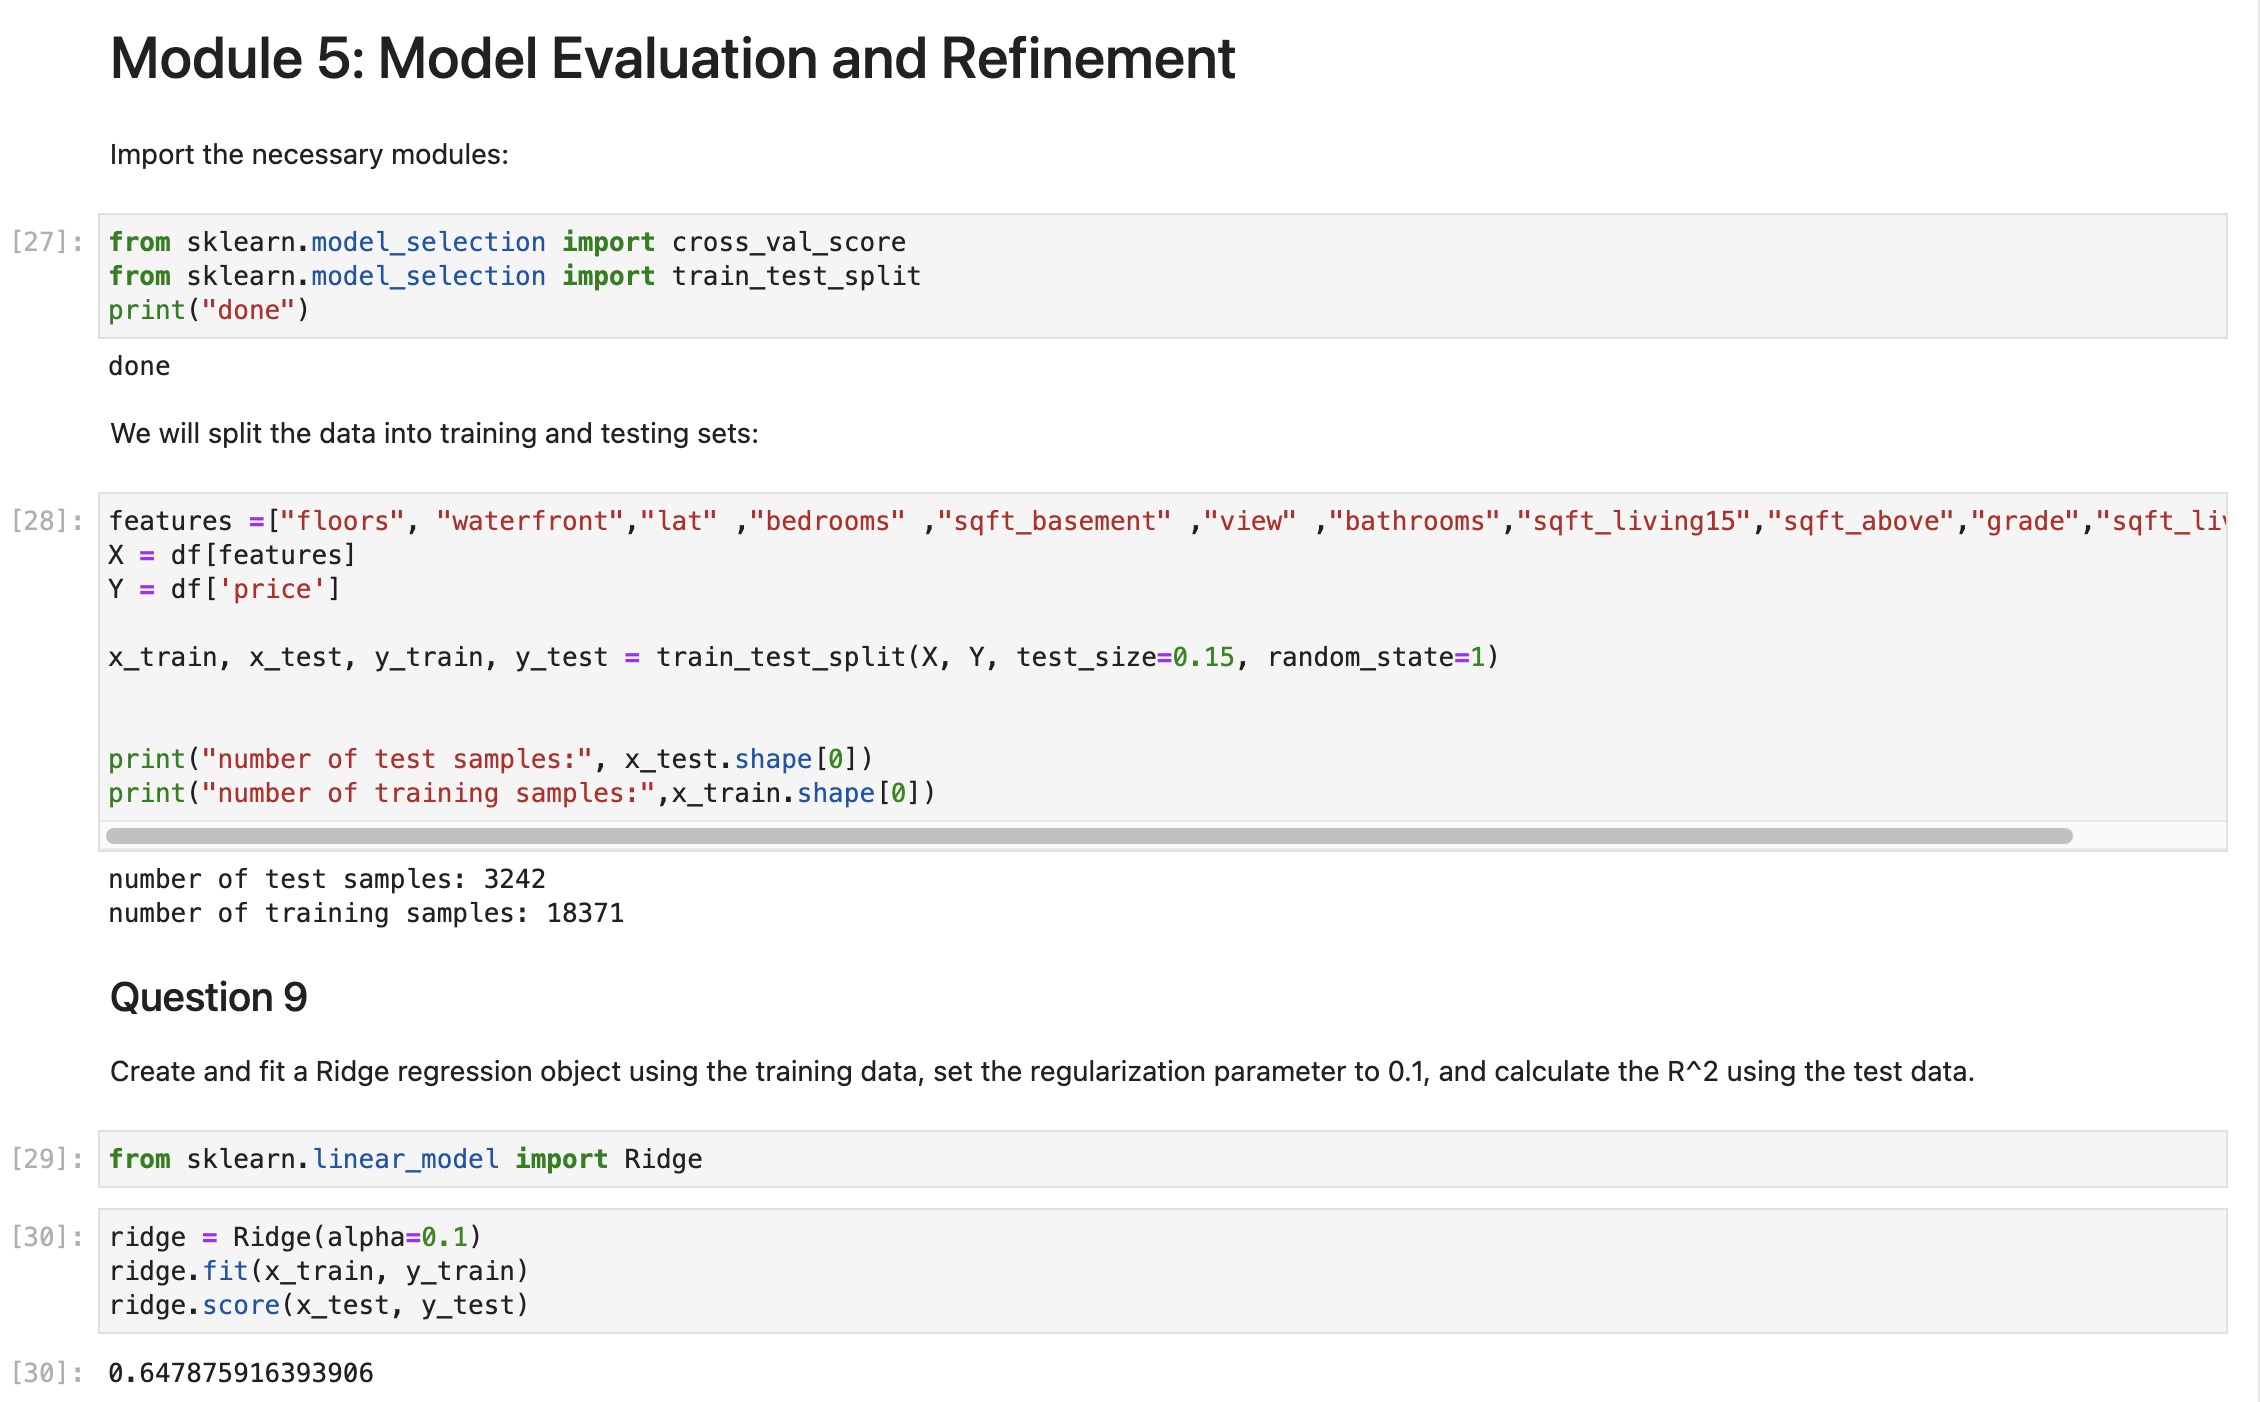 Module 5: Model Evaluation and Refinement
Import the necessary modules:
[27]: from sklearn.model_selection import cross_val_score
from sklearn.model_selection import train_test_split
print("done")
done
We will split the data into training and testing sets:
[28]: features =["floors", "waterfront","lat" ,"bedrooms" ,"sqft_basement" ,"view" ,"bathrooms","sqft_living15","sqft_above","grade","sqft_liv
X = df[features]
Y = df['price']
x_train, x_test, y_train, y_test = train_test_split(X, Y, test_size=0.15, random_state=1)
print("number of test samples:", x_test.shape[0])
print("number of training samples:",x_train.shape[0])
number of test samples: 3242
number of training samples: 18371
Question 9
Create and fit a Ridge regression object using the training data, set the regularization parameter to 0.1, and calculate the R^2 using the test data.
[29]: from sklearn.linear_model import Ridge
[30]: ridge = Ridge(alpha=0.1)
ridge.fit(x_train, y_train)
ridge.score(x_test, y_test)
[30]: 0.647875916393906